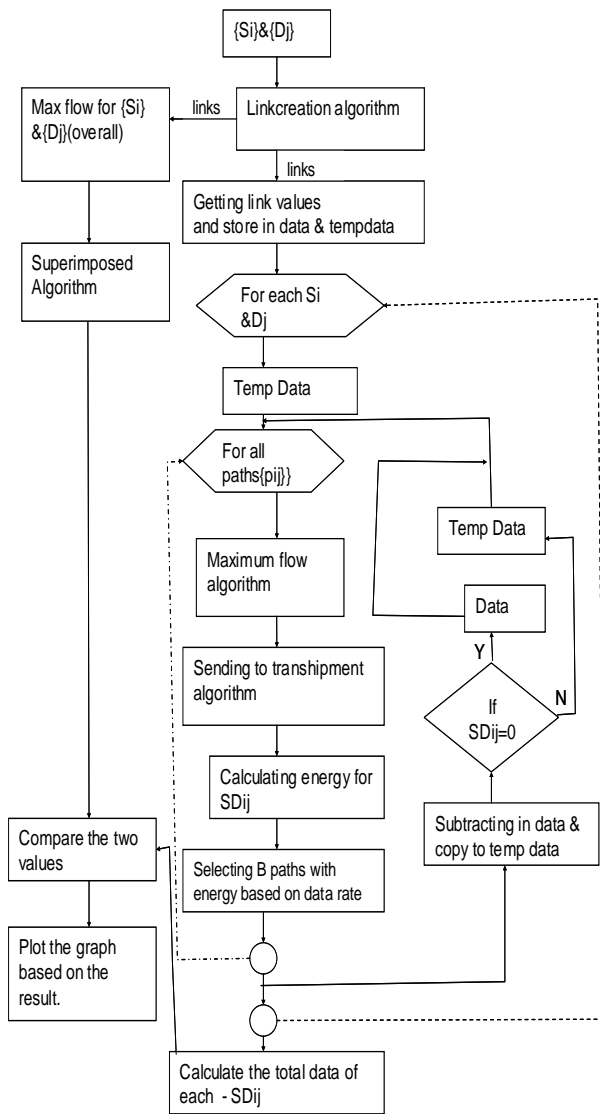 {Si}&{Dj}
Max flow for {Si}
&{Dj}(overall)
links
Linkcreation algorithm
links
Getting link values
and store in data & tempdata
Superimposed
Algorithm
For each Si
&Dj
Temp Data
For all
paths{pij}}
Temp Data
Maximum flow
algorithm
Data
Y
N
If
SDij=0
Sending to transhipment
algorithm
Calculating energy for
SDij
Subtracting in data &
copy to temp data
Compare the two
values
Selecting B paths with
energy based on data rate
Plot the graph
based on the
result.
Calculate the total data of
each - SDij